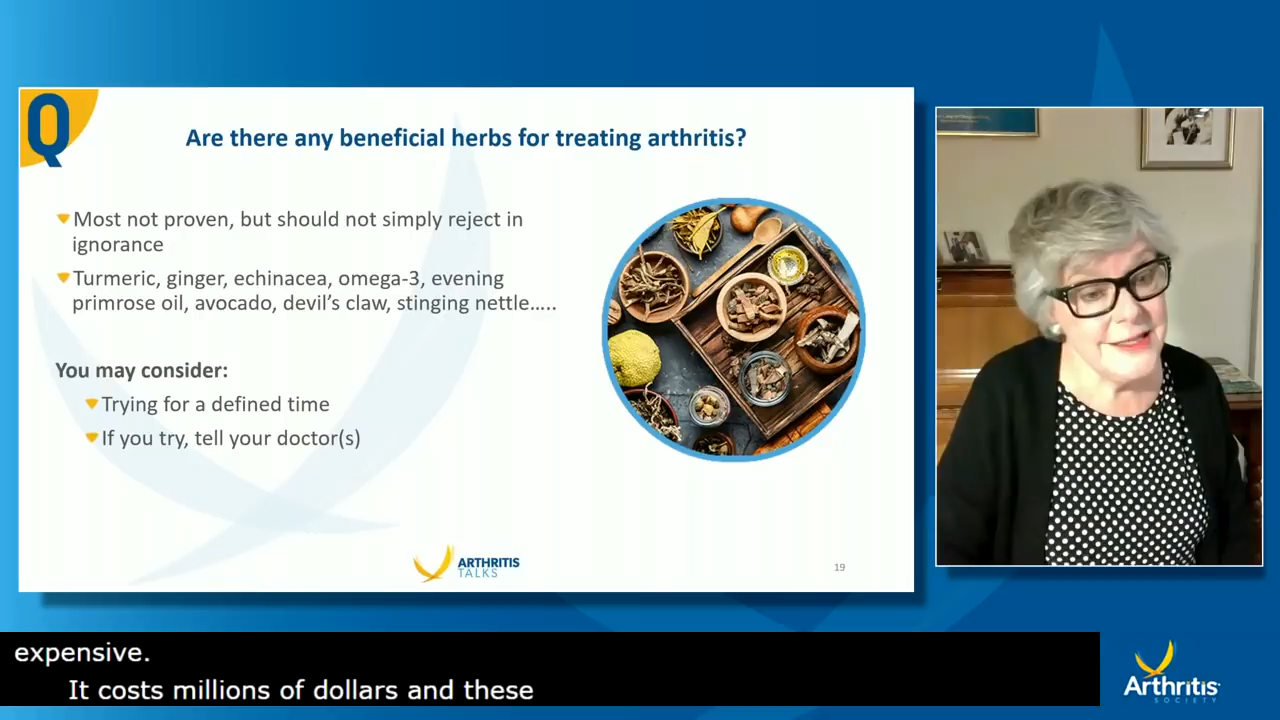 Q
Are there any beneficial herbs for treating arthritis?
Most not proven, but should not simply reject in
ignorance
Turmeric, ginger, echinacea, omega-3, evening
primrose oil, avocado, devil’s claw, stinging nettle…..
You may consider:
Trying for a defined time
If you try, tell your doctor(s)
ARTHRITIS
TALKS
19
expensive.
It costs millions of dollars and these
Arthritis
SOCIETY